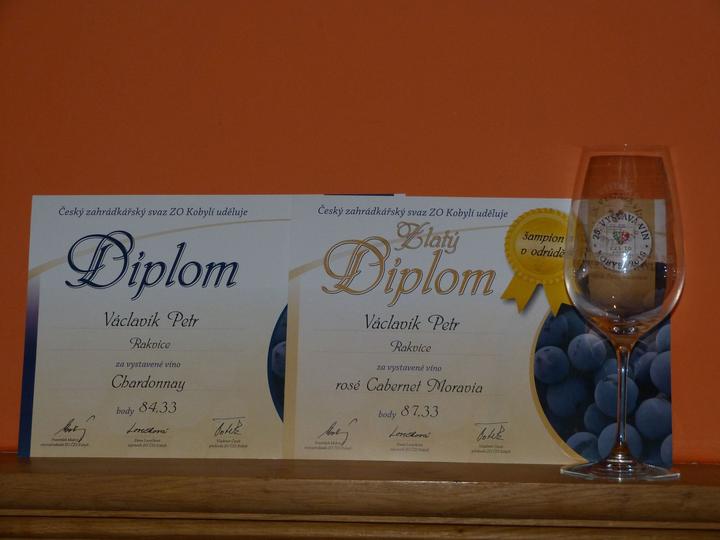 Český zahrádkářský svaz ZO Kobylí uděluje
Diplom
Václavík Petr
Rakvice
za vystavené víno
Chardonnay
body 84.33
Český zahrádkářský svaz ZO Kobylí uděluje
Zlatý
Diplom
šampion
v odrůdě
Václavík Petr
Rakvice
za vystavené víno
rosé Cabernet Moravia
body 87.33
VÝSTAVA VÍN